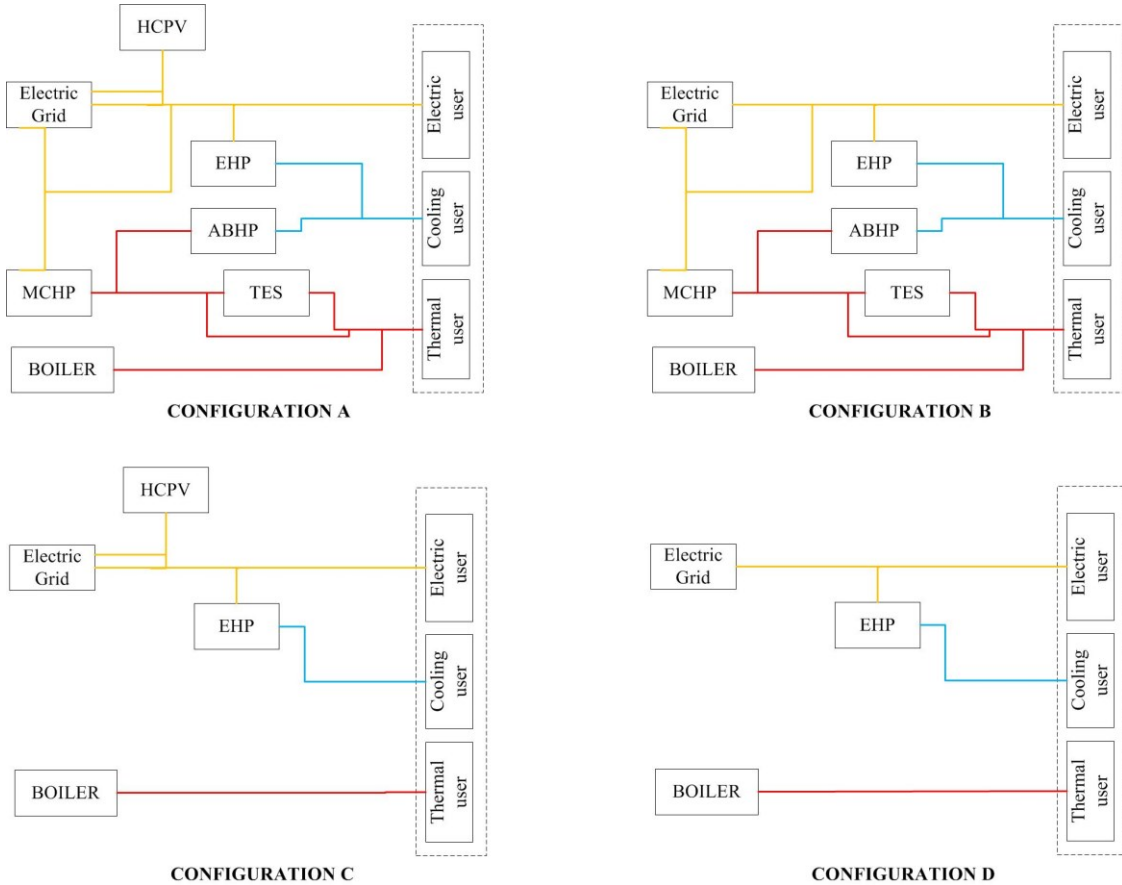 HCPV
Electric
Grid
EHP
ABHP
MCHP
TES
BOILER
Electric
user
Cooling
user
Thermal
user
CONFIGURATION A
Electric
Grid
EHP
ABHP
MCHP
TES
BOILER
Electric
user
Cooling
user
Thermal
user
CONFIGURATION B
HCPV
Electric
Grid
EHP
BOILER
Electric
user
Cooling
user
Thermal
user
CONFIGURATION C
Electric
Grid
EHP
BOILER
Electric
user
Cooling
user
Thermal
user
CONFIGURATION D